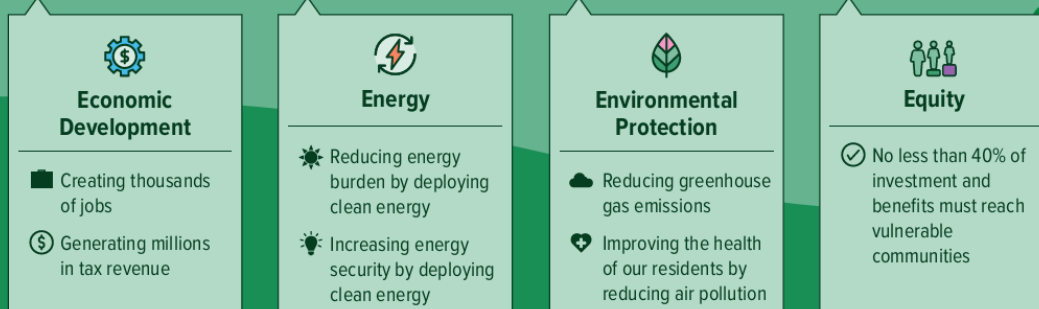 Economic
Development
Creating thousands
of jobs
$ Generating millions
in tax revenue
Energy
Reducing energy
burden by deploying
clean energy
Increasing energy
security by deploying
clean energy
Environmental
Protection
Reducing greenhouse
gas emissions
Improving the health
of our residents by
reducing air pollution
Equity
No less than 40% of
investment and
benefits must reach
vulnerable
communities